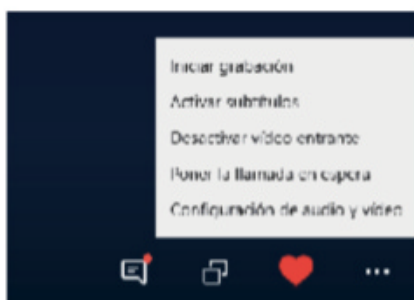 Iniciar grabación
Activar subtítulos
Desactivar vídeo entrante
Poner la llamada en espera
Configuración de audio y vídeo